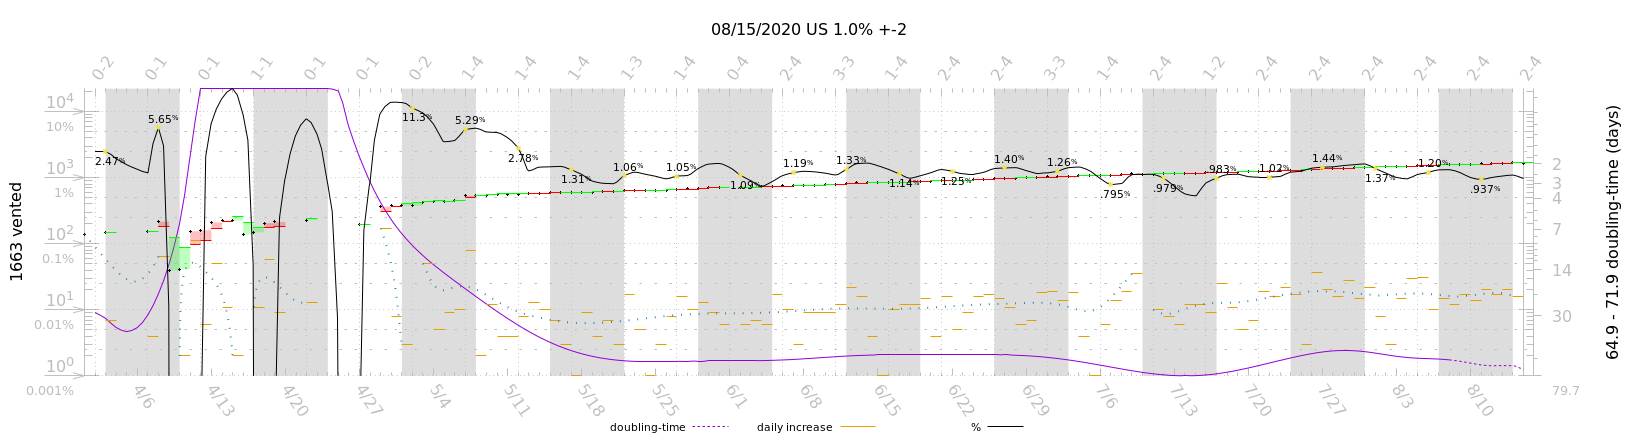 08/15/2020 US 1.0% +-2
0-2 0-1 0-1 1-1 0-1 0-1 0-2 1-4 1-4 1-4 1-3 1-4 0-4 2-4 3-3 1-4 2-4 2-4 3-3 1-4 2-4 1-2 2-4 2-4 2-4 2-4 2-4 2-4
10^4
10%
10^3
1%
10^2
0.1%
10^1
0.01%
10^0
0.001%
1663 vented
2.47% 5.65% 11.3% 5.29% 2.78% 1.31% 1.06% 1.05% 1.09% 1.19% 1.33% 1.14% 1.25% 1.40% 1.26% .795% .979% .983% 1.02% 1.44% 1.37% 1.20% .937%
2
3
4
7
14
30
79.7
64.9 - 71.9 doubling-time (days)
4/6 4/13 4/20 4/27 5/4 5/11 5/18 5/25 6/1 6/8 6/15 6/22 6/29 7/6 7/13 7/20 7/27 8/3 8/10
doubling-time daily increase %